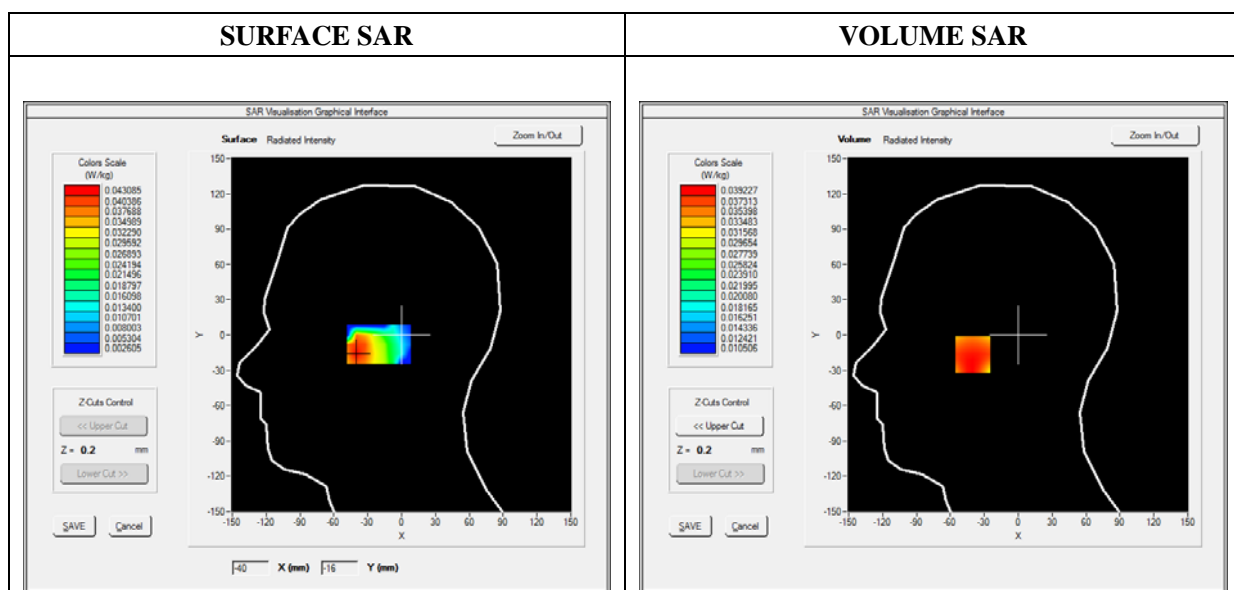 SURFACE SAR
VOLUME SAR
SAR Visualisation Graphical Interface
Surface Radiated Intensity
Zoom In/Out
Colors Scale
(W/kg)
0.043085
0.040386
0.037688
0.034989
0.032290
0.029592
0.026893
0.024194
0.021496
0.018797
0.016098
0.013400
0.010701
0.008003
0.005304
0.002605
Z-Cuts Control
<< Upper Cut
Z = 0.2 mm
Lower Cut >>
SAVE Cancel
150
120
90
60
30
0
-30
-60
-90
-120
-150
Y
-150 -120 -90 -60 -30 0 30 60 90 120 150
X
-40 X (mm) -16 Y (mm)
SAR Visualisation Graphical Interface
Volume Radiated Intensity
Zoom In/Out
Colors Scale
(W/kg)
0.039227
0.037313
0.035398
0.033483
0.031568
0.029654
0.027739
0.025824
0.023910
0.021995
0.020080
0.018165
0.016251
0.014336
0.012421
0.010506
Z-Cuts Control
<< Upper Cut
Z = 0.2 mm
Lower Cut >>
SAVE Cancel
150
120
90
60
30
0
-30
-60
-90
-120
-150
Y
-150 -120 -90 -60 -30 0 30 60 90 120 150
X